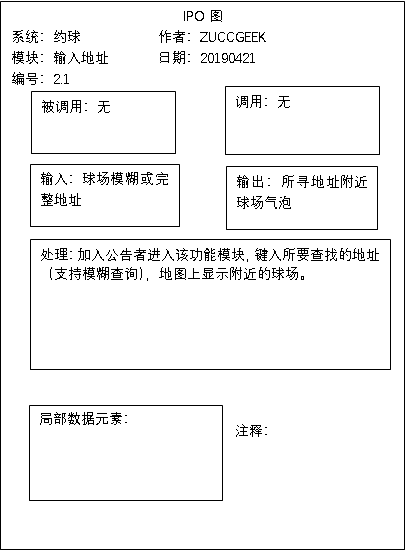 IPO 图
系统：约球 作者：ZUCCGEEK
模块：输入地址 日期：20190421
编号：2.1
被调用：无
调用：无
输入：球场模糊或完
整地址
输出：所寻地址附近
球场气泡
处理：加入公告者进入该功能模块，键入所要查找的地址
（支持模糊查询），地图上显示附近的球场。
局部数据元素：
注释：